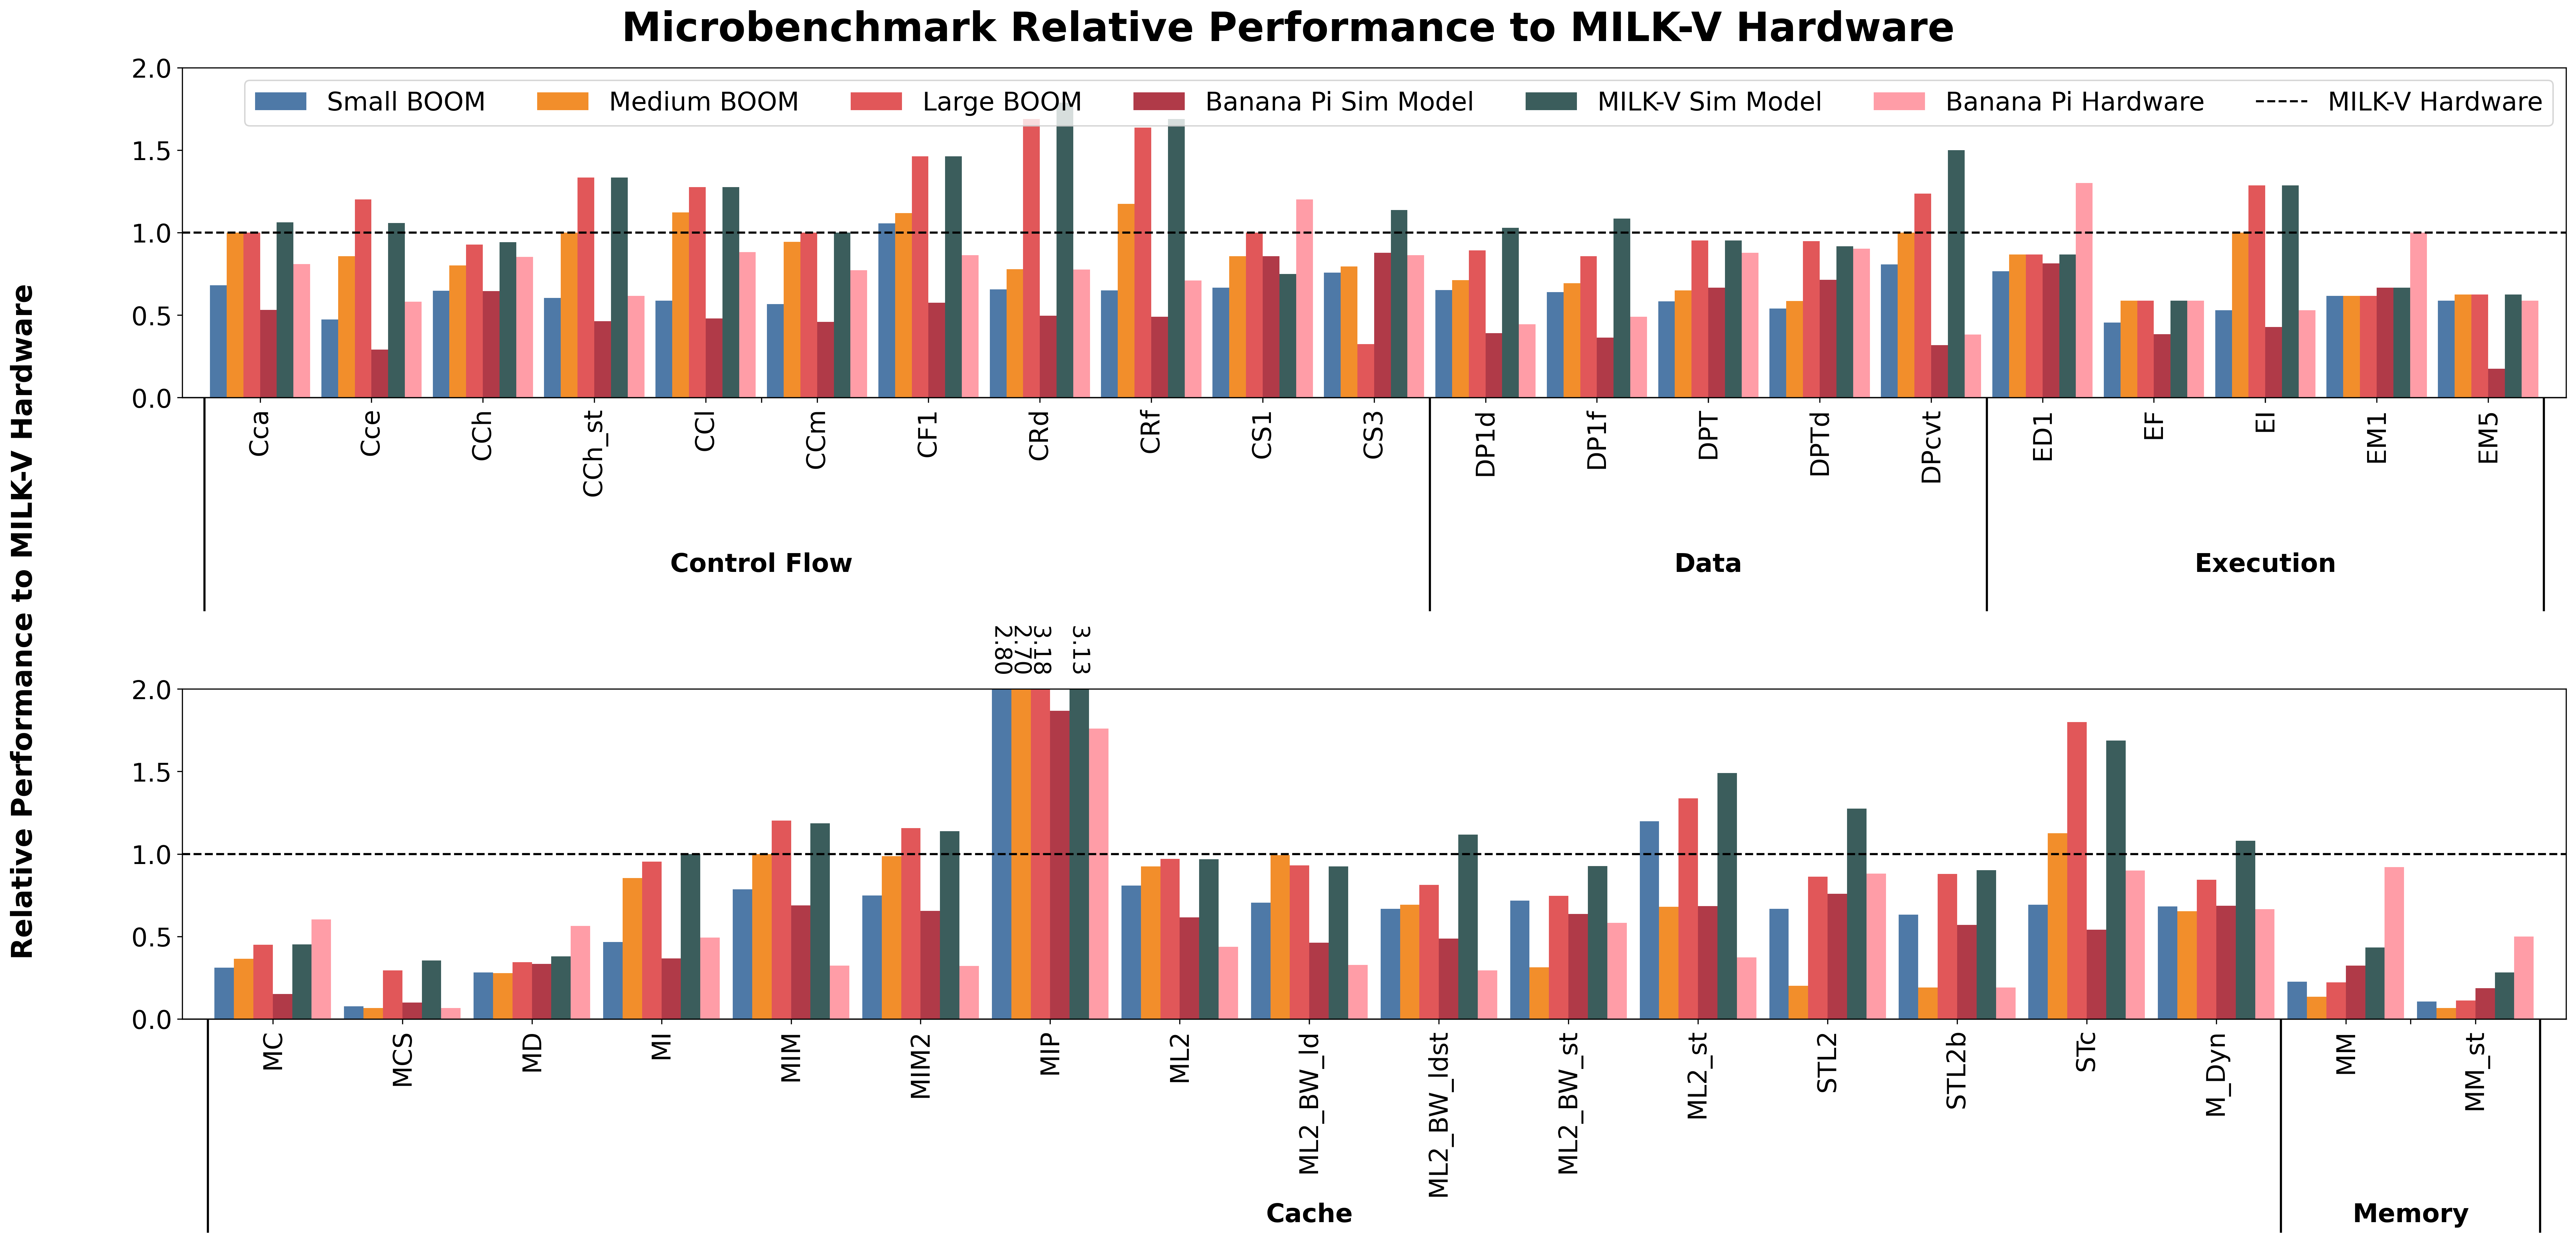 Microbenchmark Relative Performance to MILK-V Hardware
Relative Performance to MILK-V Hardware
Small BOOM Medium BOOM Large BOOM Banana Pi Sim Model MILK-V Sim Model Banana Pi Hardware MILK-V Hardware
2.0
1.5
1.0
0.5
0.0
Cca Cce CCh CCh_st CCl CCm CF1 CRd CRf CS1 CS3 DP1d DP1f DPT DPTd DPcvt ED1 EF EI EM1 EM5
Control Flow Data Execution
2.80 2.70 3.18 3.13
2.0
1.5
1.0
0.5
0.0
MC MCS MD MI MIM MIM2 MIP ML2 ML2_BW_ld ML2_BW_ldst ML2_BW_st ML2_st STL2 STL2b STc M_Dyn MM MM_st
Cache Memory